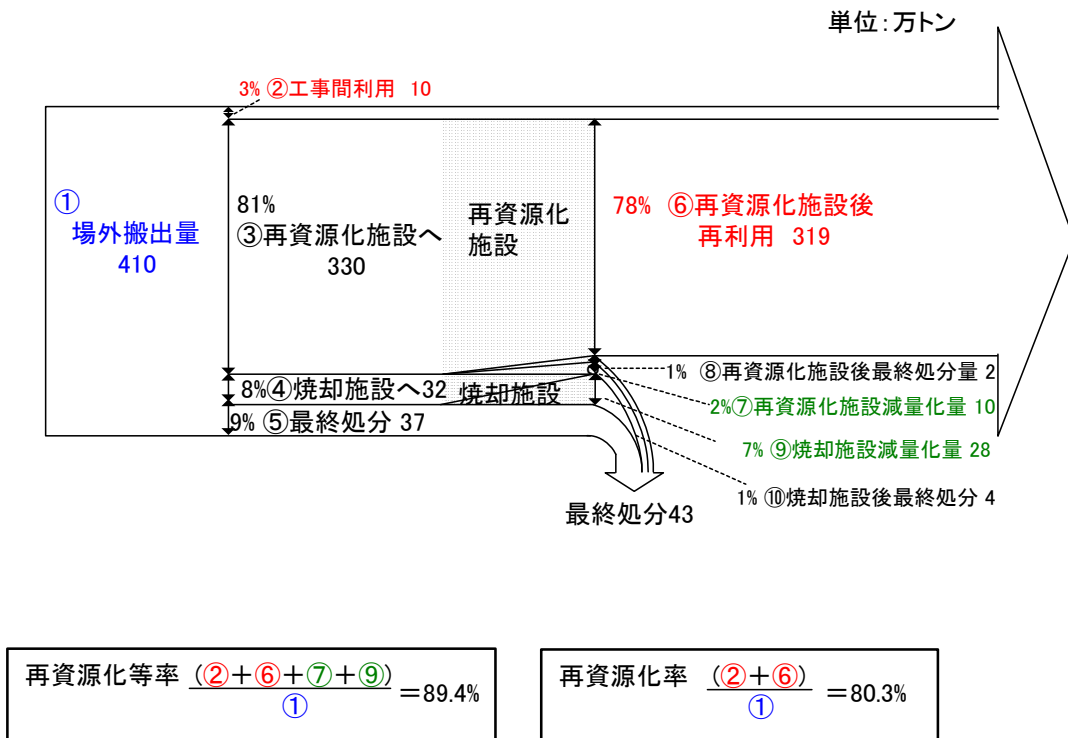 単位：万トン
3% ②工事間利用 10
①
場外搬出量
410
81%
③再資源化施設へ
330
再資源化
施設
78% ⑥再資源化施設後
再利用 319
8%④焼却施設へ32
焼却施設
9% ⑤最終処分 37
1% ⑧再資源化施設後最終処分量 2
2%⑦再資源化施設減量化量 10
7% ⑨焼却施設減量化量 28
1% ⑩焼却施設後最終処分 4
最終処分43
再資源化等率 (②+⑥+⑦+⑨)
①
=89.4%
再資源化率 (②+⑥)
①
=80.3%